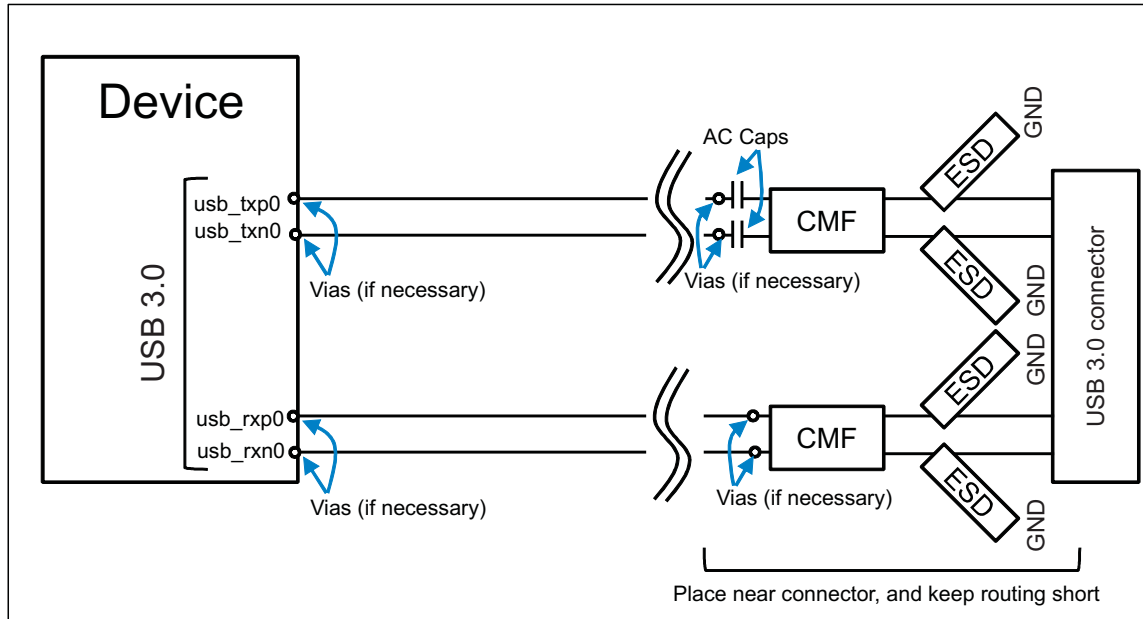 Device
USB 3.0
usb_txp0
usb_txn0
Vias (if necessary)
AC Caps
Vias (if necessary)
CMF
ESD
GND
ESD
GND
usb_rxp0
usb_rxn0
Vias (if necessary)
Vias (if necessary)
CMF
ESD
GND
ESD
GND
USB 3.0 connector
Place near connector, and keep routing short